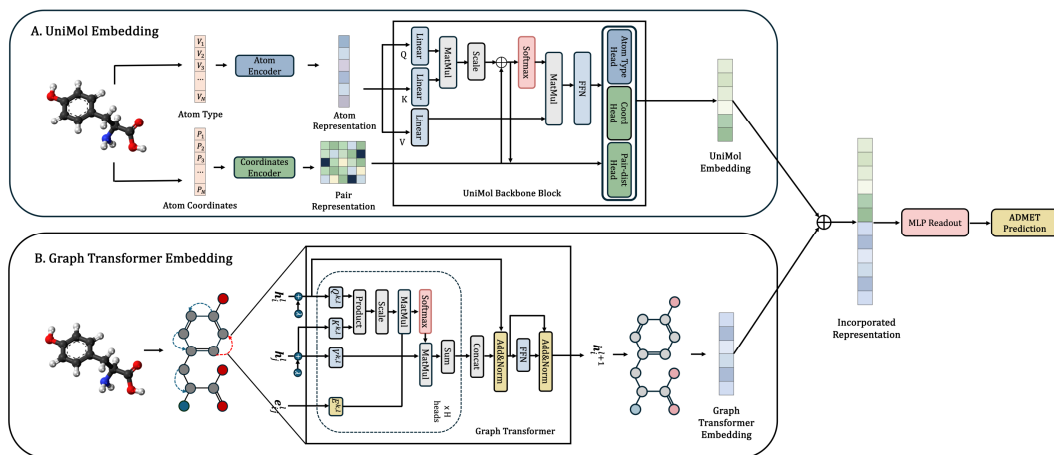 A. UniMol Embedding
V1
V2
V3
...
VN
Atom Type
Atom
Encoder
Atom
Representation
P1
P2
P3
...
PN
Atom Coordinates
Coordinates
Encoder
Pair
Representation
Q
K
V
Linear
Linear
Linear
MatMul
Scale
Softmax
MatMul
FFN
Atom Type
Head
Coord
Head
Pair-dist
Head
UniMol Backbone Block
UniMol
Embedding
B. Graph Transformer Embedding
Product
Scale
MatMul
Softmax
MatMul
Sum
x H
heads
Concat
Add&Norm
FFN
Add&Norm
Graph Transformer
Graph
Transformer
Embedding
Incorporated
Representation
MLP Readout
ADMET
Prediction